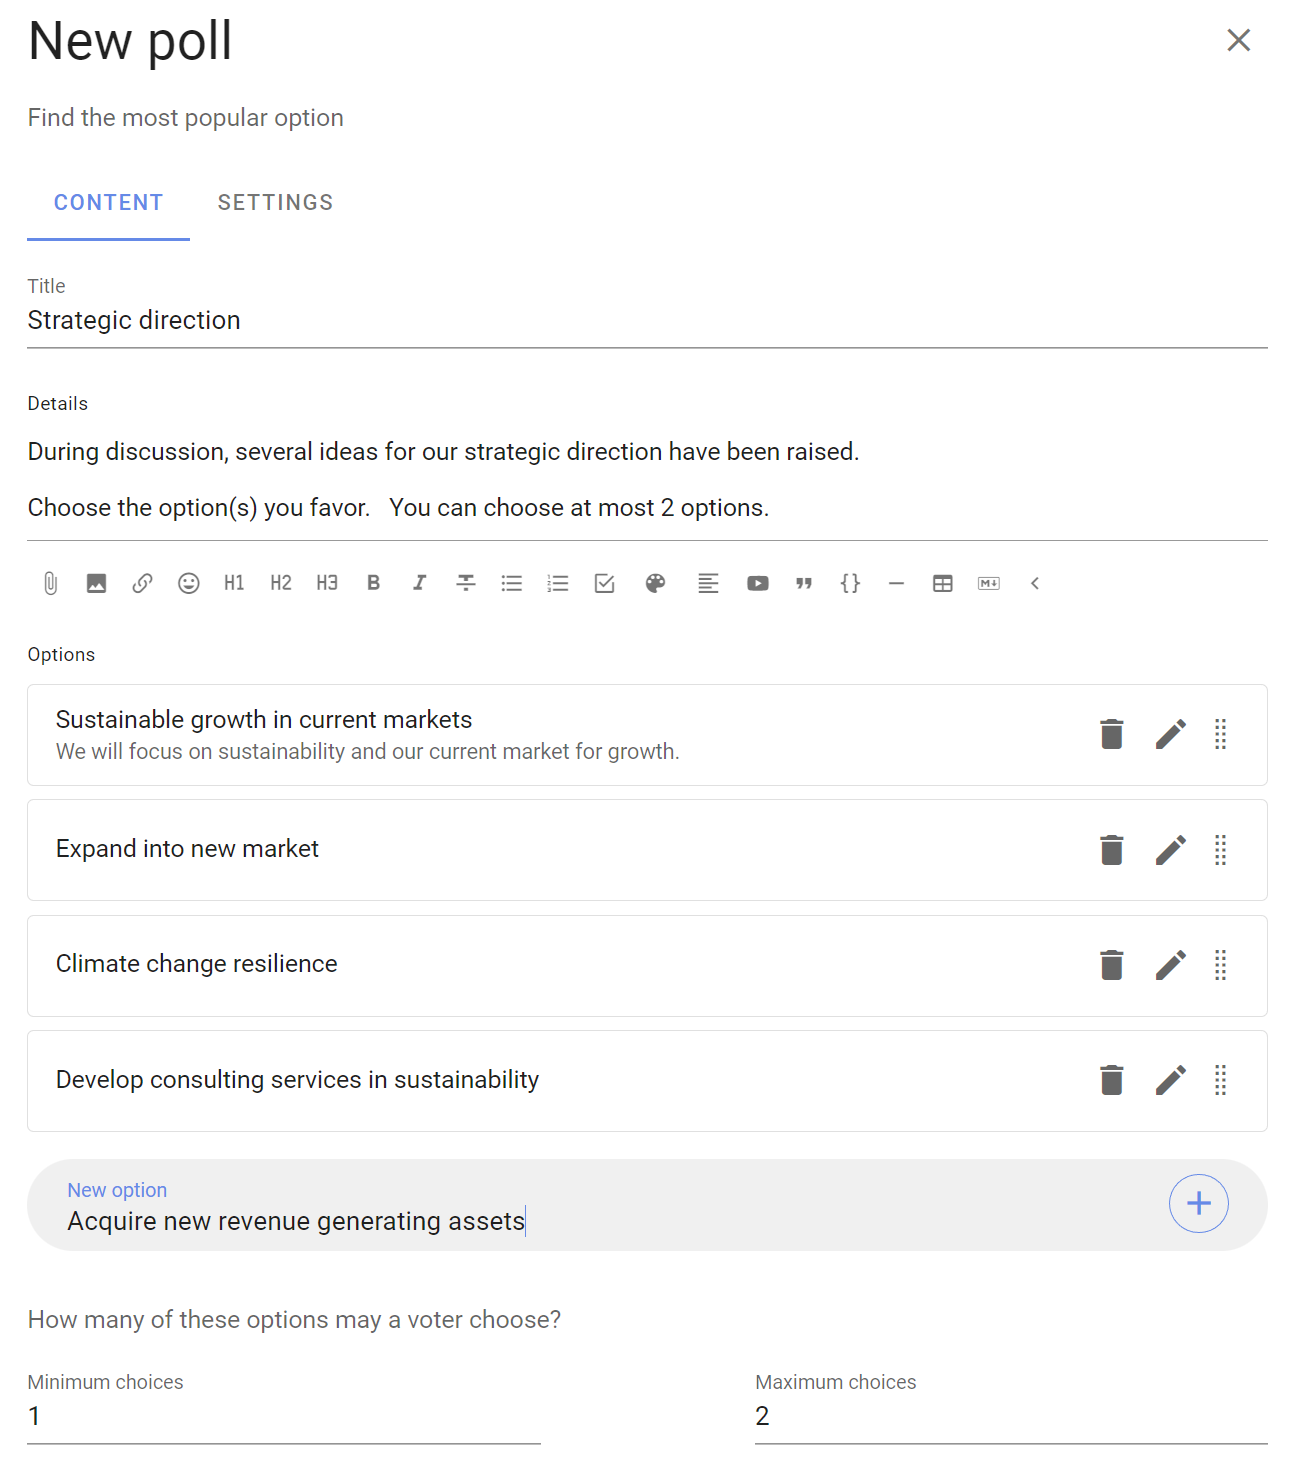 New poll
Find the most popular option
CONTENT SETTINGS
Title
Strategic direction
Details
During discussion, several ideas for our strategic direction have been raised.
Choose the option(s) you favor. You can choose at most 2 options.
H1 H2 H3 B I M↓
Options
Sustainable growth in current markets
We will focus on sustainability and our current market for growth.
Expand into new market
Climate change resilience
Develop consulting services in sustainability
New option
Acquire new revenue generating assets
How many of these options may a voter choose?
Minimum choices Maximum choices
1 2